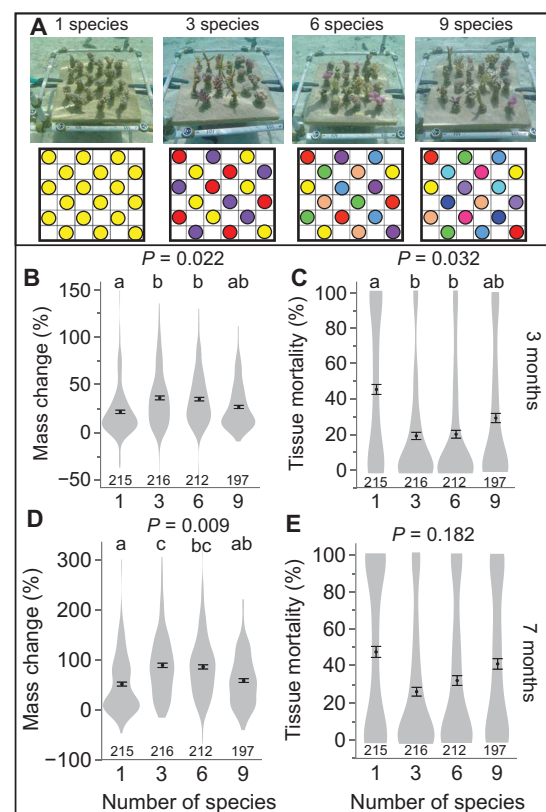 A 1 species 3 species 6 species 9 species
B P = 0.022
a b b ab
Mass change (%)
150
100
50
0
−50
215 216 212 197
1 3 6 9
C P = 0.032
a b b ab
Tissue mortality (%)
100
80
60
40
20
0
215 216 212 197
1 3 6 9
3 months
D P = 0.009
a c bc ab
Mass change (%)
300
200
100
0
−100
215 216 212 197
1 3 6 9
Number of species
E P = 0.182
Tissue mortality (%)
100
80
60
40
20
0
215 216 212 197
1 3 6 9
Number of species
7 months